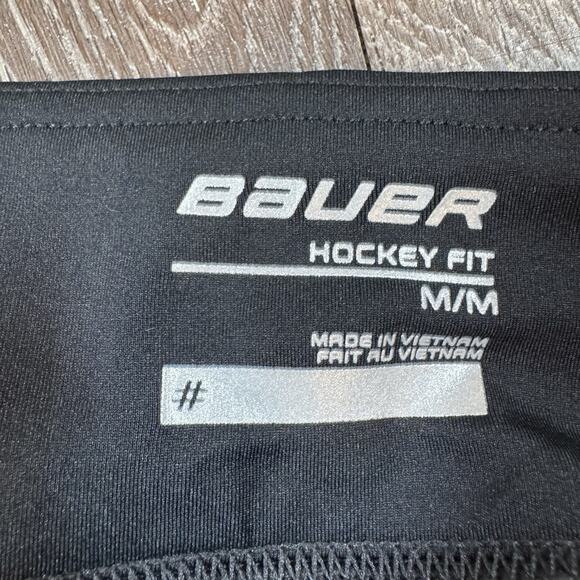 BAUER
HOCKEY FIT
M/M
MADE IN VIETNAM
FAIT AU VIETNAM
#